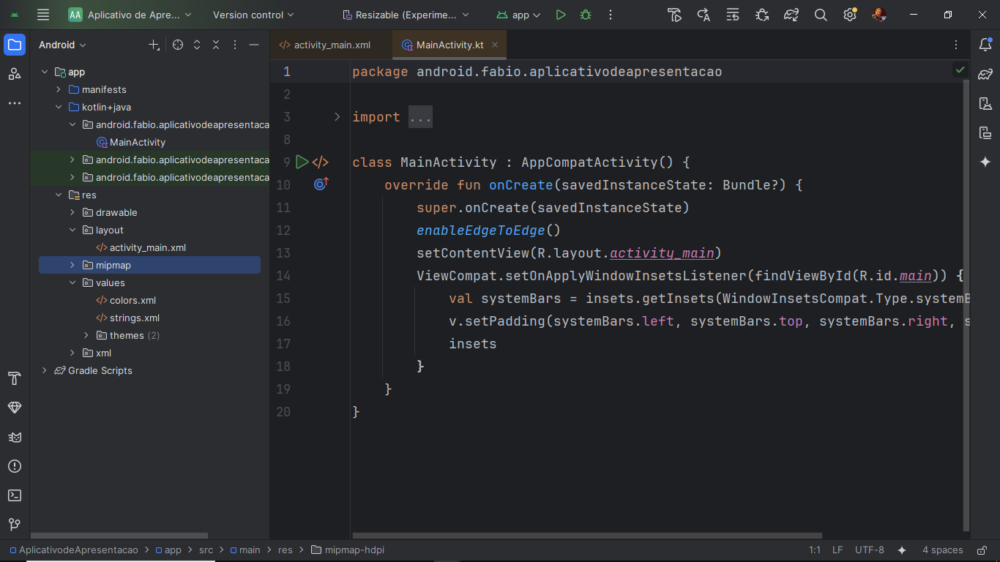 AA Aplicativo de Apre... Version control Resizable (Experime... app
Android
activity_main.xml MainActivity.kt
app
manifests
kotlin+java
android.fabio.aplicativodeapresentaca
MainActivity
android.fabio.aplicativodeapresentaca
android.fabio.aplicativodeapresentaca
res
drawable
layout
activity_main.xml
mipmap
values
colors.xml
strings.xml
themes (2)
xml
Gradle Scripts
1 package android.fabio.aplicativodeapresentacao
2
3 import ...
8
9 class MainActivity : AppCompatActivity() {
10 override fun onCreate(savedInstanceState: Bundle?) {
11 super.onCreate(savedInstanceState)
12 enableEdgeToEdge()
13 setContentView(R.layout.activity_main)
14 ViewCompat.setOnApplyWindowInsetsListener(findViewById(R.id.main)) {
15 val systemBars = insets.getInsets(WindowInsetsCompat.Type.systemB
16 v.setPadding(systemBars.left, systemBars.top, systemBars.right, s
17 insets
18 }
19 }
20 }
AplicativodeApresentacao > app > src > main > res > mipmap-hdpi 1:1 LF UTF-8 4 spaces